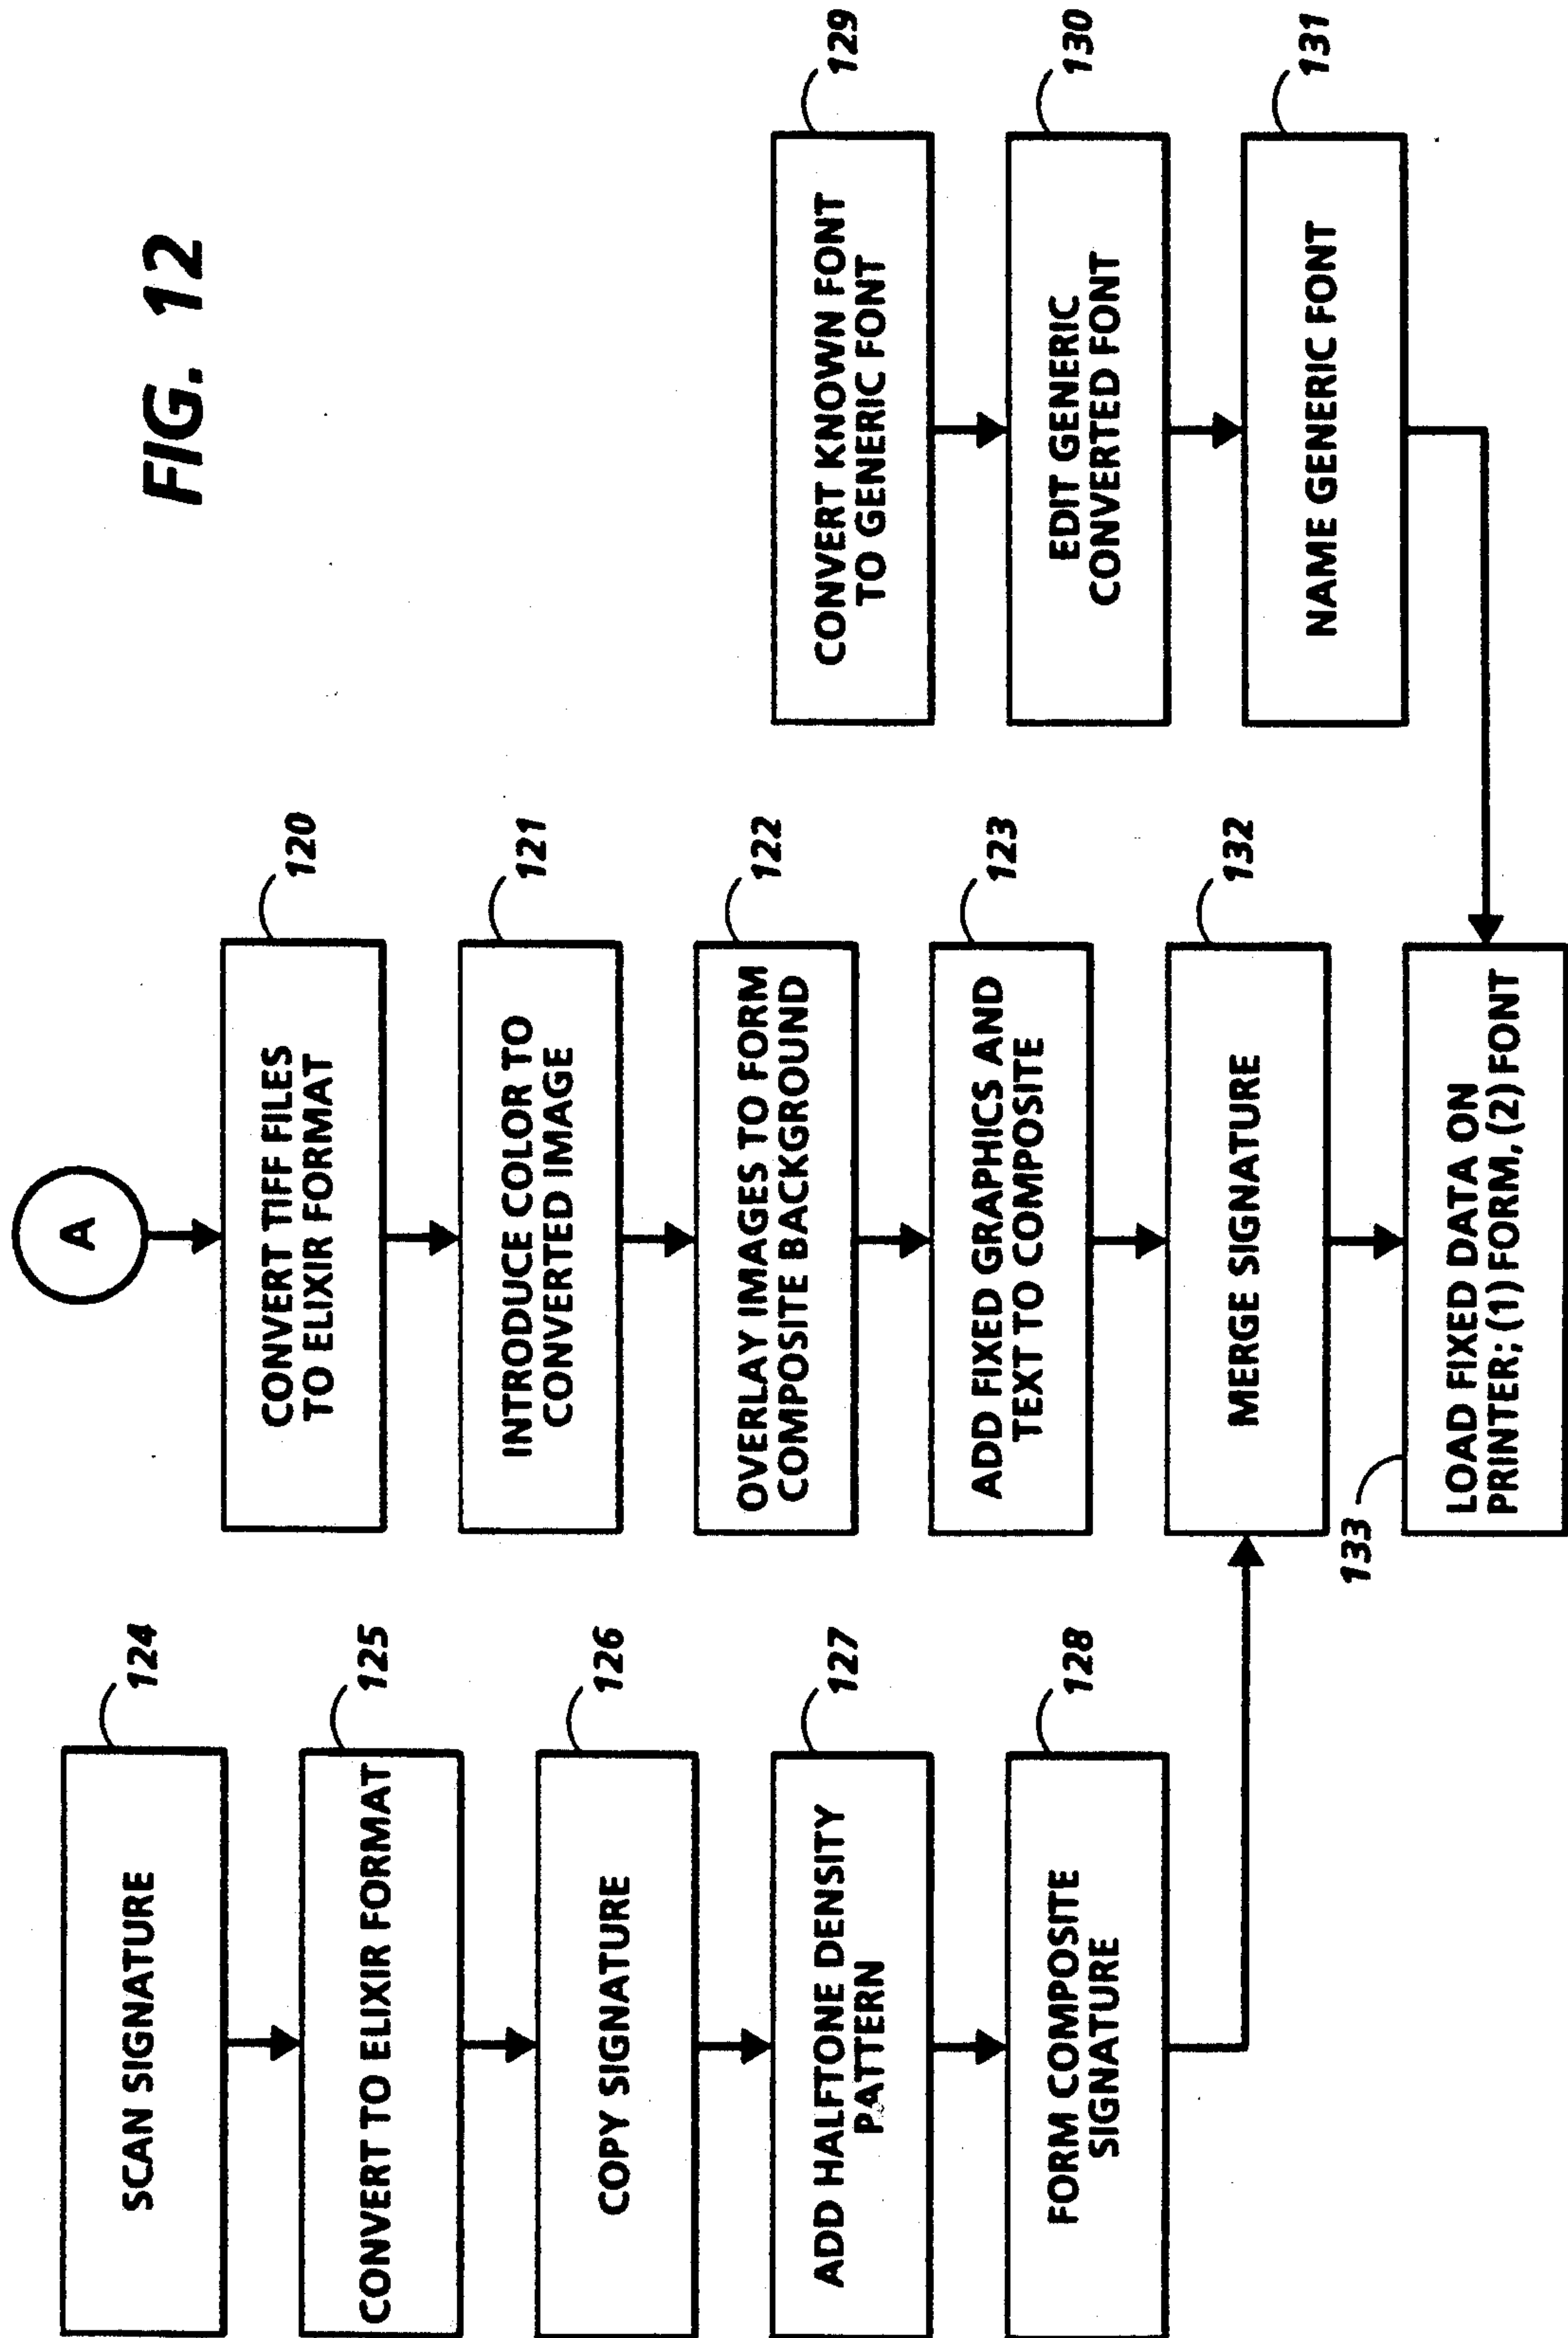 FIG. 12
A
120
CONVERT TIFF FILES
TO ELIXIR FORMAT
121
INTRODUCE COLOR TO
CONVERTED IMAGE
122
OVERLAY IMAGES TO FORM
COMPOSITE BACKGROUND
123
ADD FIXED GRAPHICS AND
TEXT TO COMPOSITE
132
MERGE SIGNATURE
133
LOAD FIXED DATA ON
PRINTER; (1) FORM, (2) FONT
124
SCAN SIGNATURE
125
CONVERT TO ELIXIR FORMAT
126
COPY SIGNATURE
127
ADD HALFTONE DENSITY
PATTERN
128
FORM COMPOSITE
SIGNATURE
129
CONVERT KNOWN FONT
TO GENERIC FONT
130
EDIT GENERIC
CONVERTED FONT
131
NAME GENERIC FONT